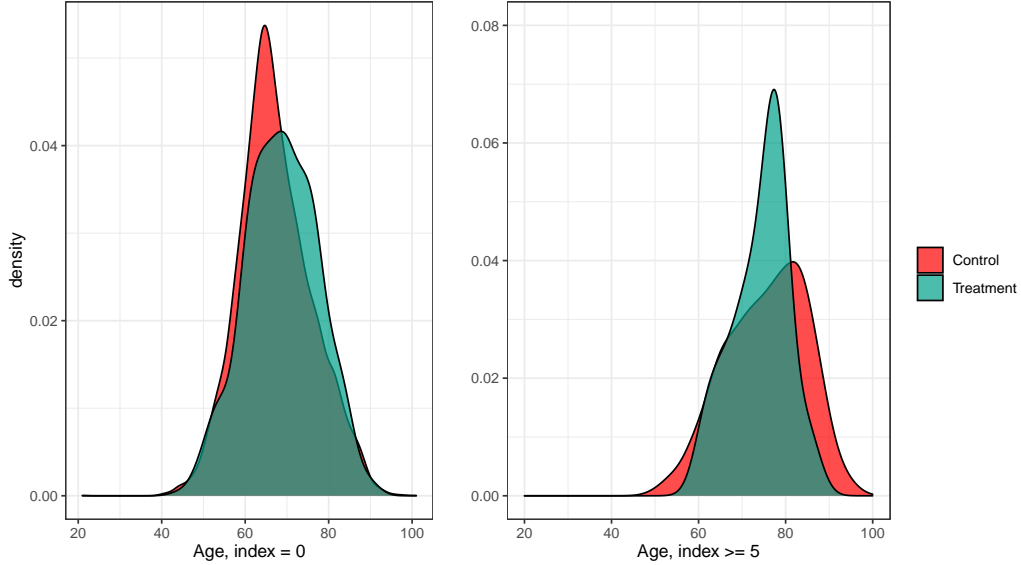 density
0.04
0.02
0.00
20 40 60 80 100
Age, index = 0
0.08
0.06
0.04
0.02
0.00
20 40 60 80 100
Age, index >= 5
Control
Treatment